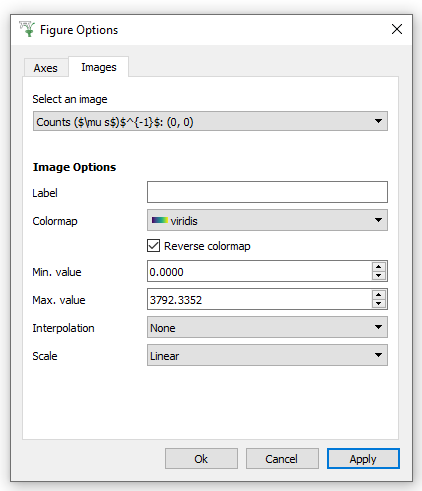 Figure Options
Axes Images
Select an image
Counts ($\mu s$)$^{-1}$: (0, 0)
Image Options
Label
Colormap viridis
Reverse colormap
Min. value 0.0000
Max. value 3792.3352
Interpolation None
Scale Linear
Ok Cancel Apply